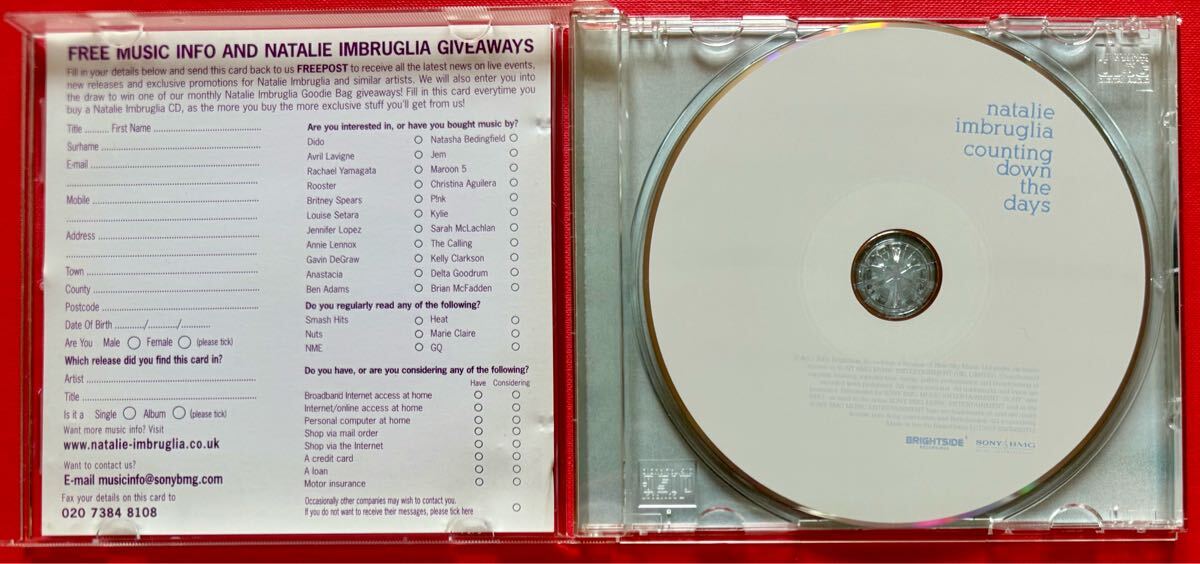 FREE MUSIC INFO AND NATALIE IMBRUGLIA GIVEAWAYS
Fill in your details below and send this card back to us FREEPOST to receive all the latest news on live events,
new releases and exclusive promotions for Natalie Imbruglia and similar artists. We will also enter you into
the draw to win one of our monthly Natalie Imbruglia Goodie Bag giveaways! Fill in this card everytime you
buy a Natalie Imbruglia CD, as the more you buy the more exclusive stuff you'll get from us!
Title .......... First Name
Surname
E-mail
Mobile
Address
Town
County
Postcode
Date Of Birth .........../.........../...........
Are You Male Female (please tick)
Which release did you find this card in?
Artist
Title
Is it a Single Album (please tick)
Want more music info? Visit
www.natalie-imbruglia.co.uk
Want to contact us?
E-mail musicinfo@sonybmg.com
Fax your details on this card to
020 7384 8108
Are you interested in, or have you bought music by?
Dido Natasha Bedingfield
Avril Lavigne Jem
Rachael Yamagata Maroon 5
Rooster Christina Aguilera
Britney Spears P!nk
Louise Setara Kylie
Jennifer Lopez Sarah McLachlan
Annie Lennox The Calling
Gavin DeGraw Kelly Clarkson
Anastacia Delta Goodrum
Ben Adams Brian McFadden
Do you regularly read any of the following?
Smash Hits Heat
Nuts Marie Claire
NME GQ
Do you have, or are you considering any of the following?
Have Considering
Broadband Internet access at home
Internet/online access at home
Personal computer at home
Shop via mail order
Shop via the Internet
A credit card
A loan
Motor insurance
Occasionally other companies may wish to contact you.
If you do not want to receive their messages, please tick here
natalie
imbruglia
counting
down
the
days
BRIGHTSIDE
RECORDINGS
SONY BMG
MUSIC ENTERTAINMENT